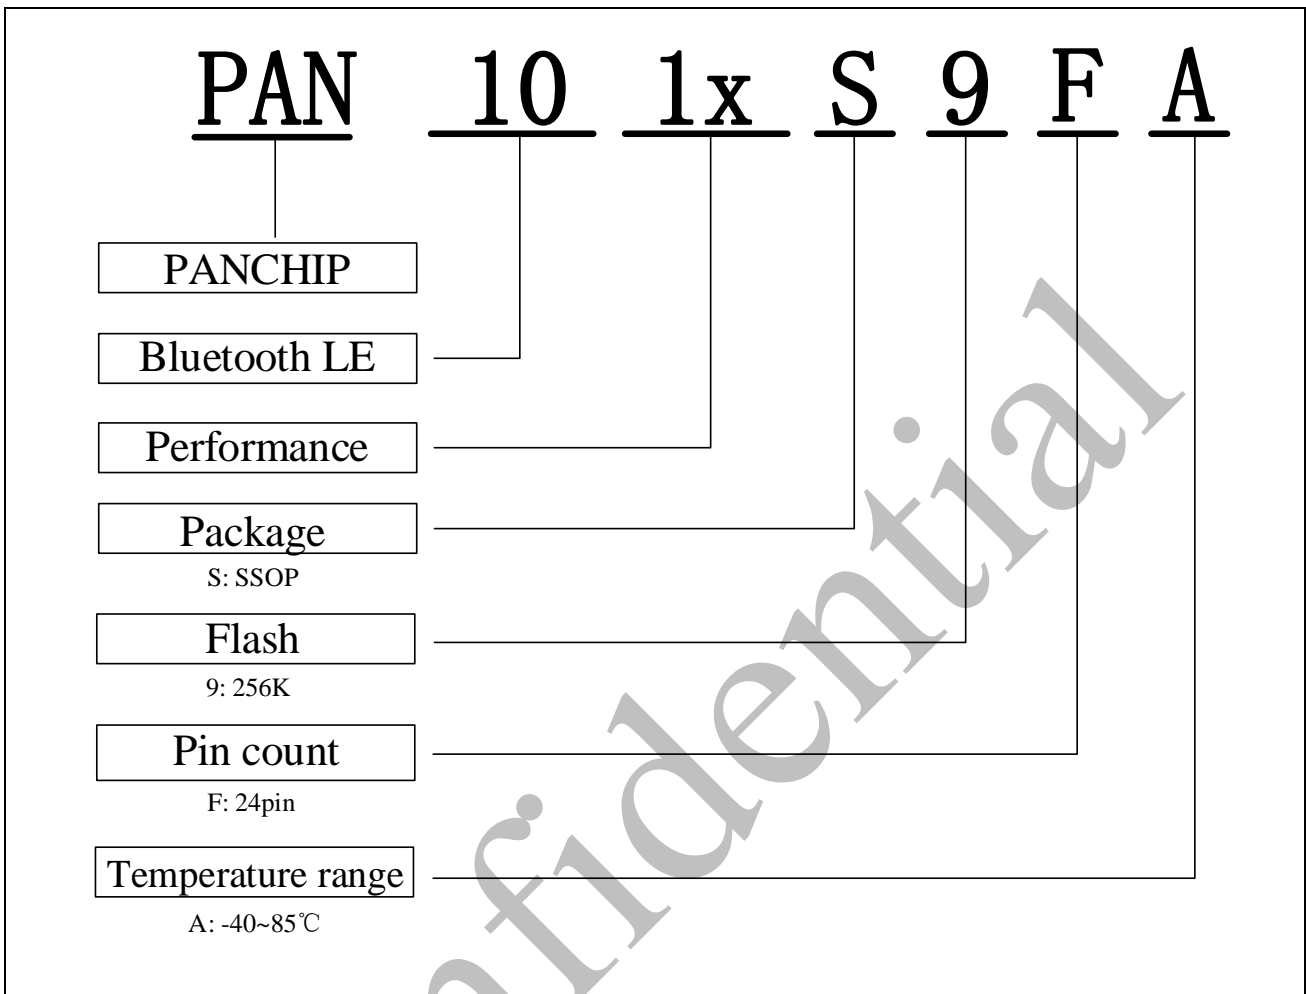 PAN 10 1x S 9 F A
PANCHIP
Bluetooth LE
Performance
Package
S: SSOP
Flash
9: 256K
Pin count
F: 24pin
Temperature range
A: -40~85℃
nfidential